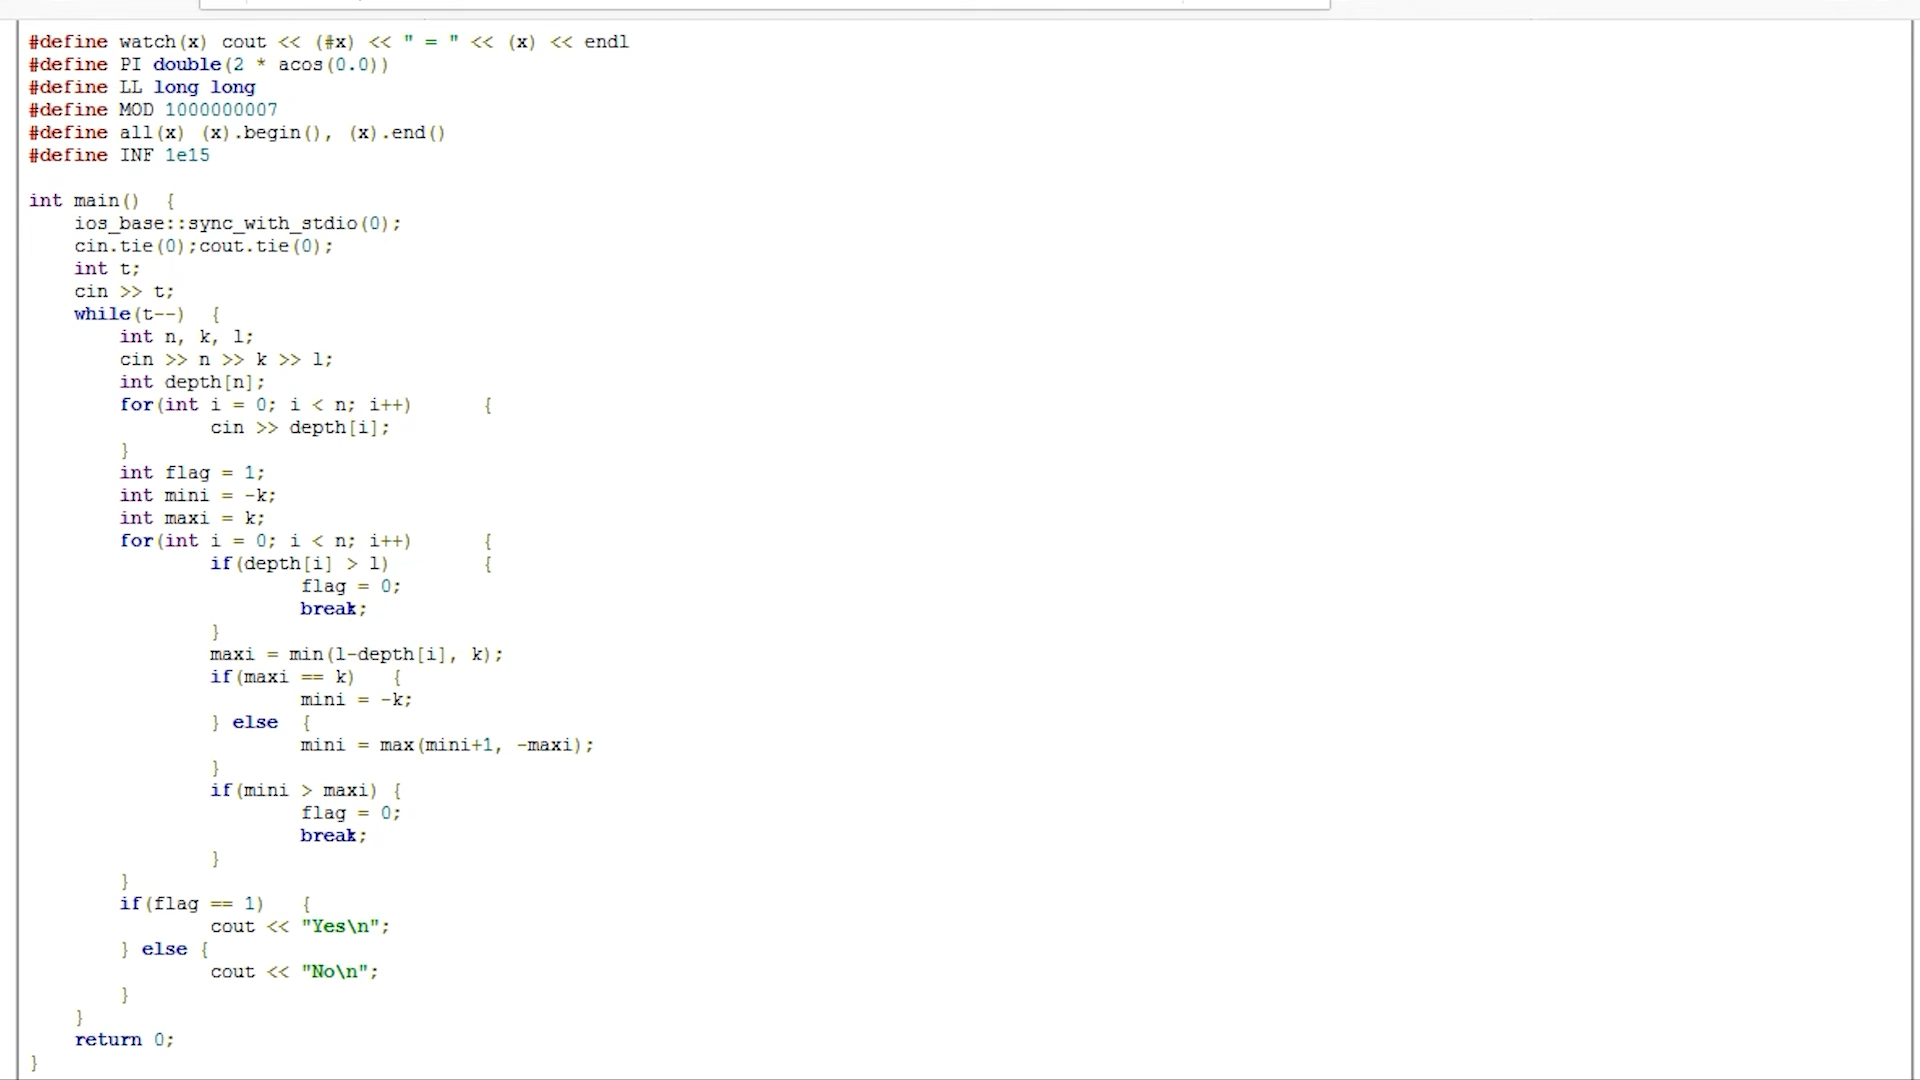 #define watch(x) cout << (#x) << " = " << (x) << endl
#define PI double(2 * acos(0.0))
#define LL long long
#define MOD 1000000007
#define all(x) (x).begin(), (x).end()
#define INF 1e15
int main()  {
    ios_base::sync_with_stdio(0);
    cin.tie(0);cout.tie(0);
    int t;
    cin >> t;
    while(t--)  {
        int n, k, l;
        cin >> n >> k >> l;
        int depth[n];
        for(int i = 0; i < n; i++)      {
                cin >> depth[i];
        }
        int flag = 1;
        int mini = -k;
        int maxi = k;
        for(int i = 0; i < n; i++)      {
                if(depth[i] > l)        {
                        flag = 0;
                        break;
                }
                maxi = min(l-depth[i], k);
                if(maxi == k)   {
                        mini = -k;
                } else  {
                        mini = max(mini+1, -maxi);
                }
                if(mini > maxi) {
                        flag = 0;
                        break;
                }
        }
        if(flag == 1)   {
                cout << "Yes\n";
        } else {
                cout << "No\n";
        }
    }
    return 0;
}